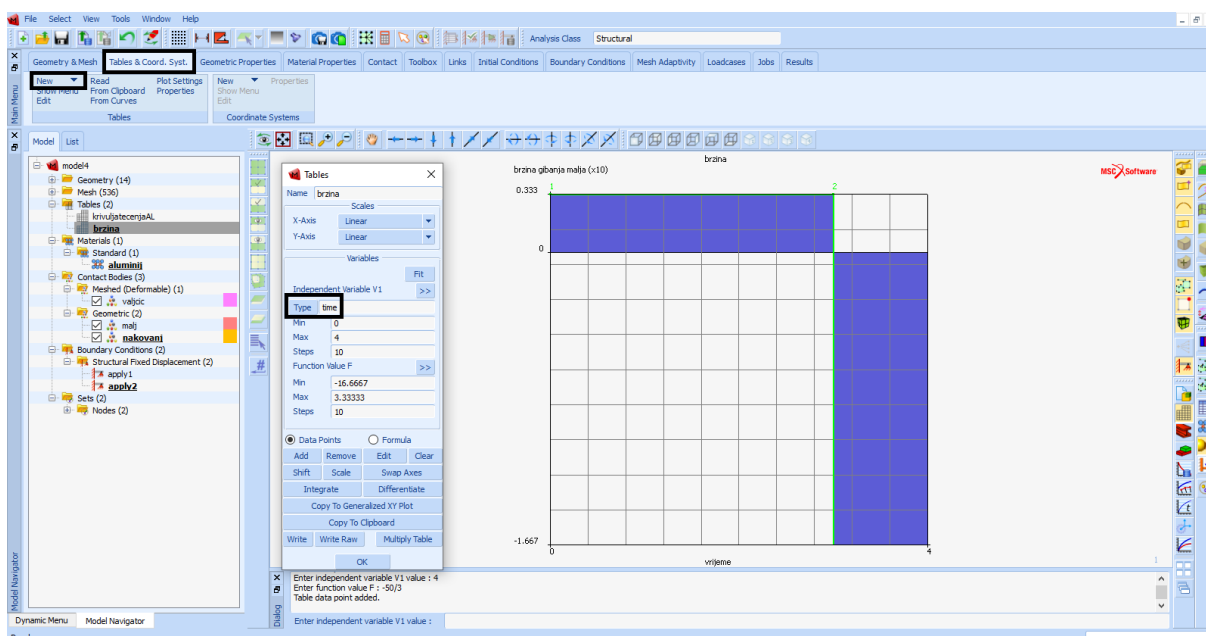 File Select View Tools Window Help
Analysis Class Structural
Geometry & Mesh Tables & Coord. Syst. Geometric Properties Material Properties Contact Toolbox Links Initial Conditions Boundary Conditions Mesh Adaptivity Loadcases Jobs Results
Main Menu
New Read Plot Settings New Properties
Show Menu From Clipboard Properties Show Menu
Edit From Curves Edit
Tables Coordinate Systems
Model List
model4
Geometry (14)
Mesh (536)
Tables (2)
krivuljatecenjaAL
brzina
Materials (1)
Standard (1)
aluminij
Contact Bodies (3)
Meshed (Deformable) (1)
valjcic
Geometric (2)
malj
nakovanj
Boundary Conditions (2)
Structural Fixed Displacement (2)
apply1
apply2
Sets (2)
Nodes (2)
Model Navigator
Dynamic Menu Model Navigator
Tables
Name brzina
Scales
X-Axis Linear
Y-Axis Linear
Variables
Fit
Independent Variable V1 >>
Type time
Min 0
Max 4
Steps 10
Function Value F >>
Min -16.6667
Max 3.33333
Steps 10
Data Points Formula
Add Remove Edit Clear
Shift Scale Swap Axes
Integrate Differentiate
Copy To Generalized XY Plot
Copy To Clipboard
Write Write Raw Multiply Table
OK
brzina
brzina gibanja malja (x10)
MSC Software
0.333
1 2
0
-1.667
0 4
vrijeme
1
Dialog
Enter independent variable V1 value : 4
Enter function value F : -50/3
Table data point added.
Enter independent variable V1 value :